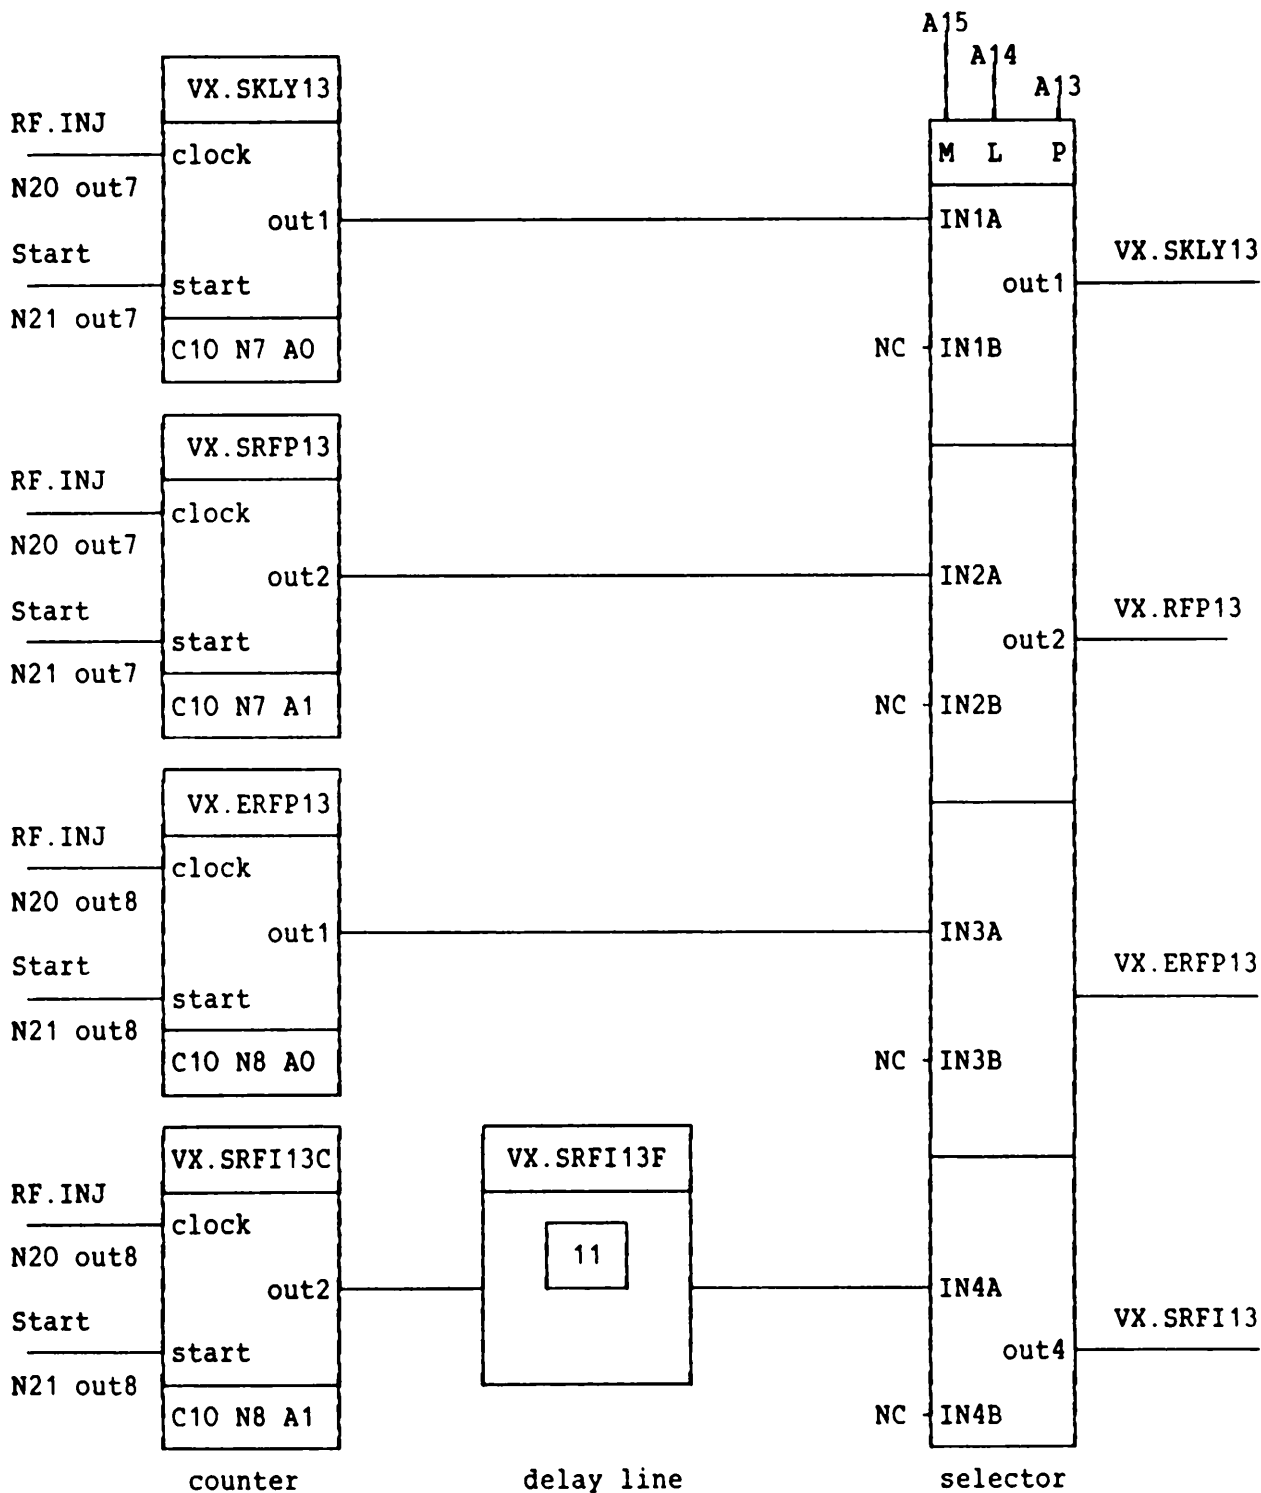 A15
A14
A13
M L P
VX.SKLY13
RF.INJ
clock
N20 out7
out1
Start
start
N21 out7
C10 N7 A0
IN1A
VX.SKLY13
out1
NC IN1B
VX.SRFP13
RF.INJ
clock
N20 out7
out2
Start
start
N21 out7
C10 N7 A1
IN2A
VX.RFP13
out2
NC IN2B
VX.ERFP13
RF.INJ
clock
N20 out8
out1
Start
start
N21 out8
C10 N8 A0
IN3A
VX.ERFP13
NC IN3B
VX.SRFI13C
RF.INJ
clock
N20 out8
out2
Start
start
N21 out8
C10 N8 A1
VX.SRFI13F
11
IN4A
VX.SRFI13
out4
NC IN4B
counter
delay line
selector